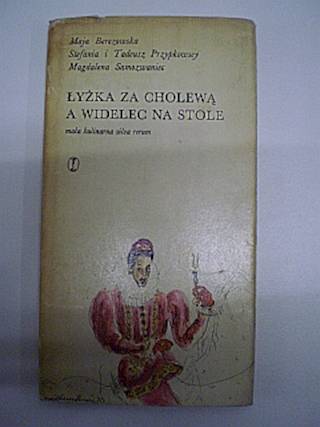 Maja Berezowska
Stefania i Tadeusz Przypkowscy
Magdalena Samozwaniec
ŁYŻKA ZA CHOLEWĄ
A WIDELEC NA STOLE
mała kulinarna silva rerum